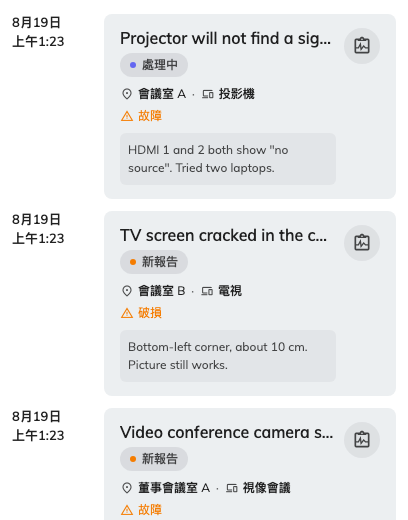 8月19日
上午1:23
Projector will not find a sig...
處理中
會議室 A · 投影機
故障
HDMI 1 and 2 both show "no
source". Tried two laptops.
8月19日
上午1:23
TV screen cracked in the c...
新報告
會議室 B · 電視
破損
Bottom-left corner, about 10 cm.
Picture still works.
8月19日
上午1:23
Video conference camera s...
新報告
董事會議室 A · 視像會議
故障